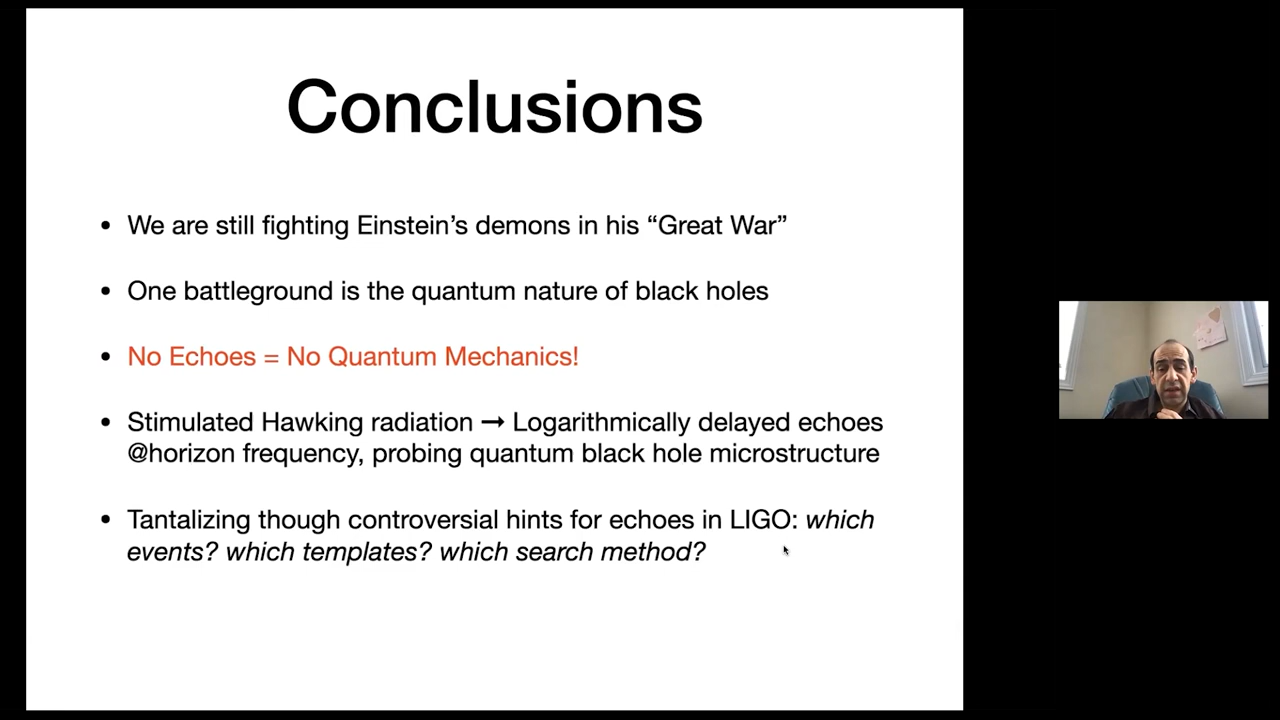 Conclusions
• We are still fighting Einstein’s demons in his “Great War”
• One battleground is the quantum nature of black holes
• No Echoes = No Quantum Mechanics!
• Stimulated Hawking radiation → Logarithmically delayed echoes
@horizon frequency, probing quantum black hole microstructure
• Tantalizing though controversial hints for echoes in LIGO: which
events? which templates? which search method?